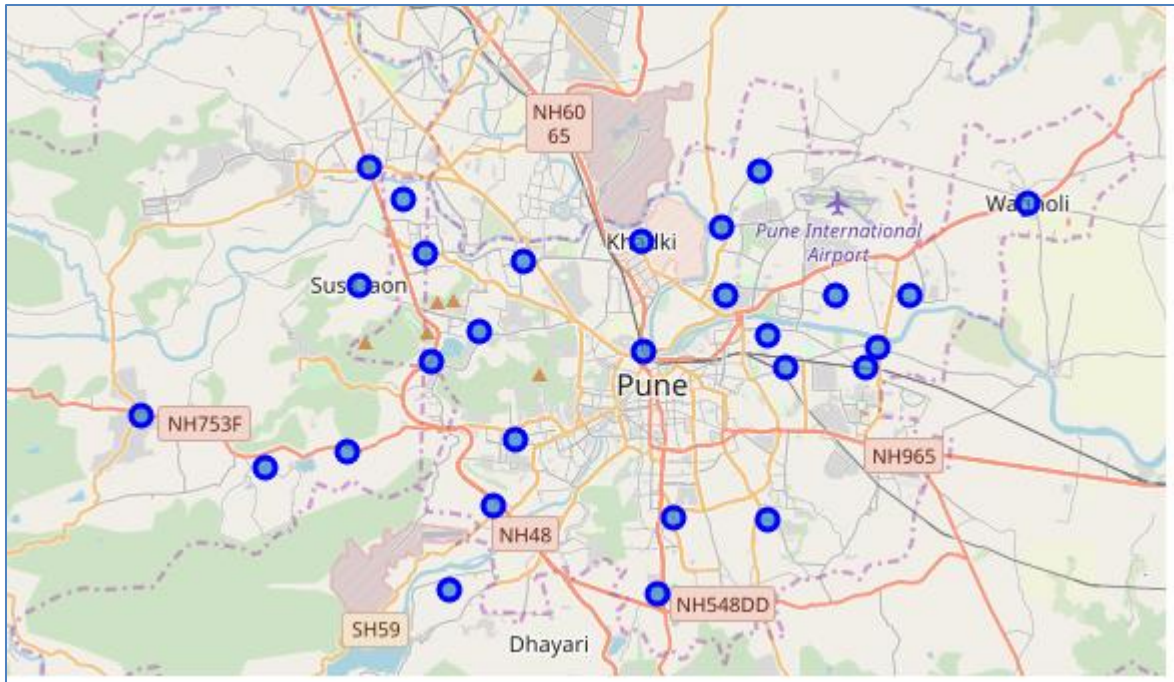 NH60
65
Wagholi
Khadki
Pune International
Airport
Susgaon
Pune
NH753F
NH965
NH48
NH548DD
SH59
Dhayari